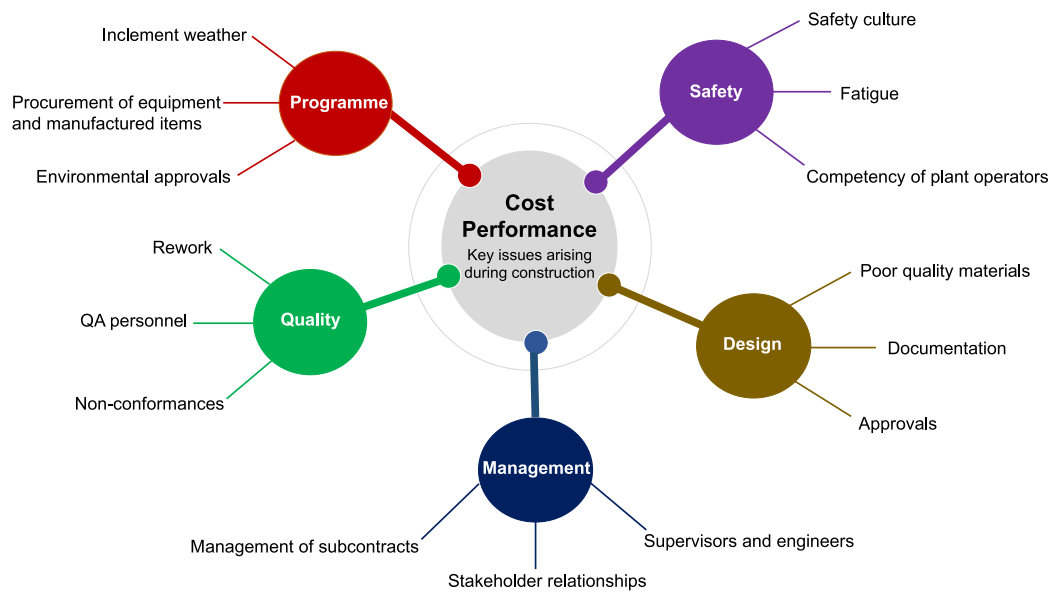 Inclement weather
Procurement of equipment
and manufactured items
Environmental approvals
Programme
Safety culture
Fatigue
Competency of plant operators
Safety
Cost
Performance
Key issues arising
during construction
Rework
QA personnel
Non-conformances
Quality
Poor quality materials
Documentation
Approvals
Design
Management
Management of subcontracts
Stakeholder relationships
Supervisors and engineers